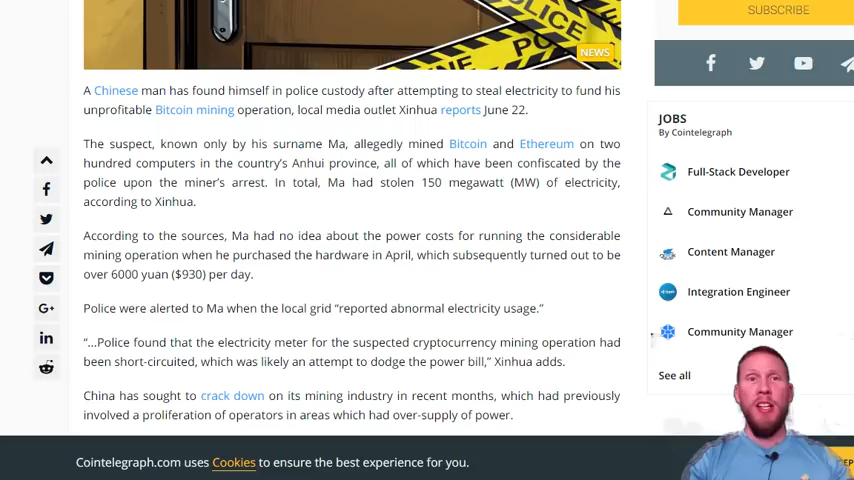 SUBSCRIBE
POLICE
NEWS
A Chinese man has found himself in police custody after attempting to steal electricity to fund his
unprofitable Bitcoin mining operation, local media outlet Xinhua reports June 22.
The suspect, known only by his surname Ma, allegedly mined Bitcoin and Ethereum on two
hundred computers in the country's Anhui province, all of which have been confiscated by the
police upon the miner's arrest. In total, Ma had stolen 150 megawatt (MW) of electricity,
according to Xinhua.
According to the sources, Ma had no idea about the power costs for running the considerable
mining operation when he purchased the hardware in April, which subsequently turned out to be
over 6000 yuan ($930) per day.
Police were alerted to Ma when the local grid “reported abnormal electricity usage.”
“...Police found that the electricity meter for the suspected cryptocurrency mining operation had
been short-circuited, which was likely an attempt to dodge the power bill,” Xinhua adds.
China has sought to crack down on its mining industry in recent months, which had previously
involved a proliferation of operators in areas which had over-supply of power.
JOBS
By Cointelegraph
Full-Stack Developer
Community Manager
Content Manager
Integration Engineer
Community Manager
See all
Cointelegraph.com uses Cookies to ensure the best experience for you.